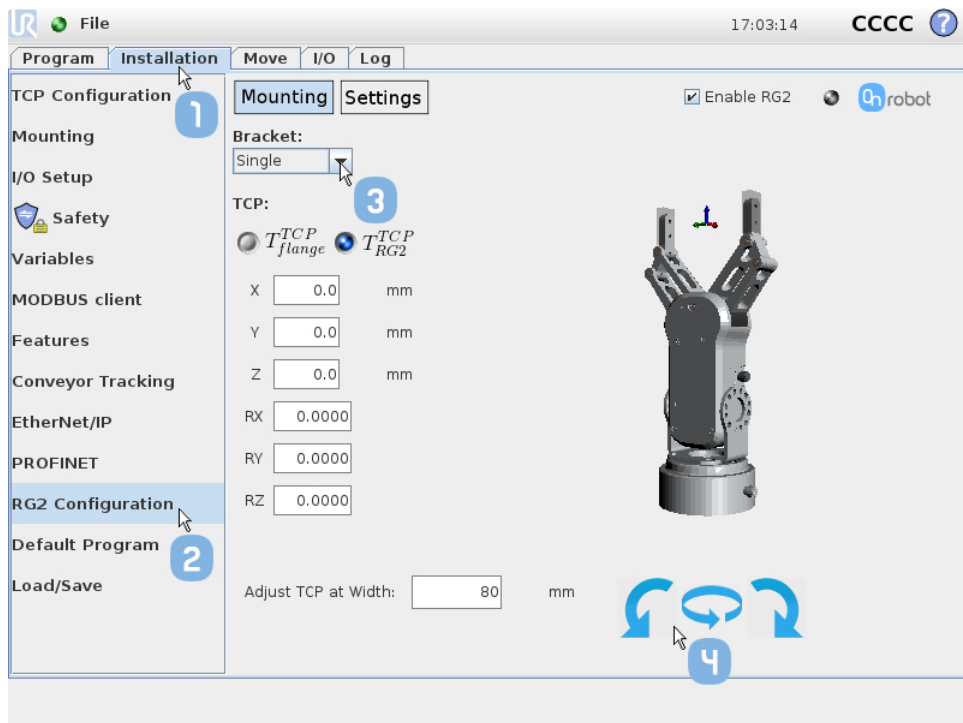 UR File 17:03:14 CCCC ?
Program Installation Move I/O Log
TCP Configuration
Mounting
I/O Setup
Safety
Variables
MODBUS client
Features
Conveyor Tracking
EtherNet/IP
PROFINET
RG2 Configuration
Default Program
Load/Save
1
2
Mounting Settings
Enable RG2
On robot
Bracket:
Single
3
TCP:
T TCP flange T TCP RG2
X 0.0 mm
Y 0.0 mm
Z 0.0 mm
RX 0.0000
RY 0.0000
RZ 0.0000
Adjust TCP at Width: 80 mm
4